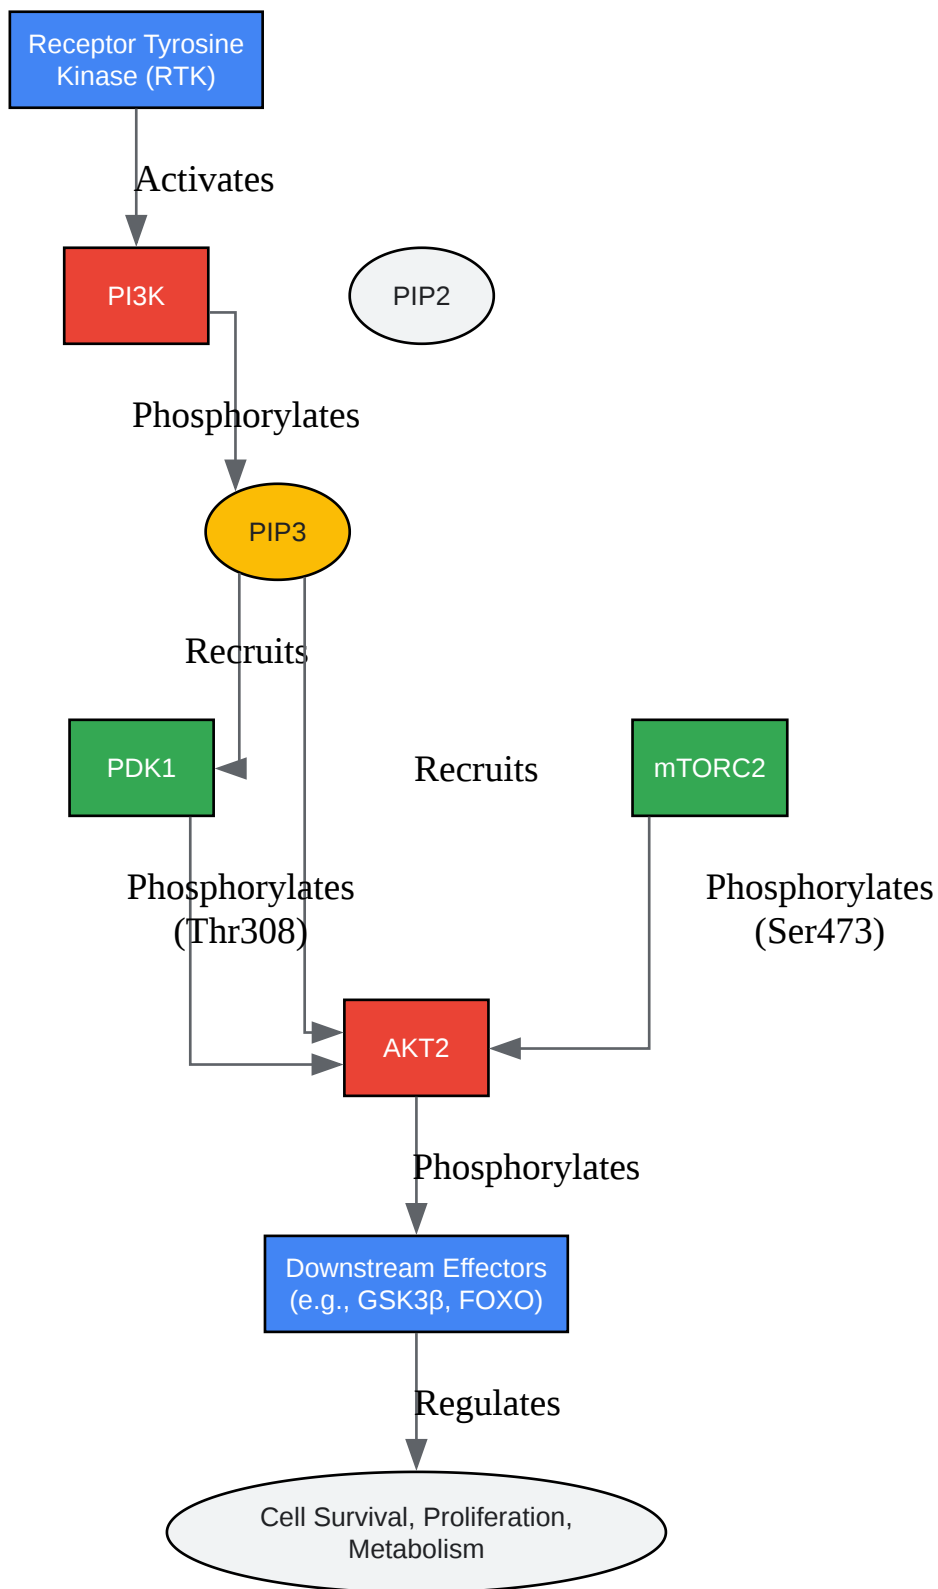 Receptor Tyrosine
Kinase (RTK)
Activates
PI3K
PIP2
Phosphorylates
PIP3
Recruits
PDK1
Recruits
mTORC2
Phosphorylates
(Thr308)
Phosphorylates
(Ser473)
AKT2
Phosphorylates
Downstream Effectors
(e.g., GSK3β, FOXO)
Regulates
Cell Survival, Proliferation,
Metabolism